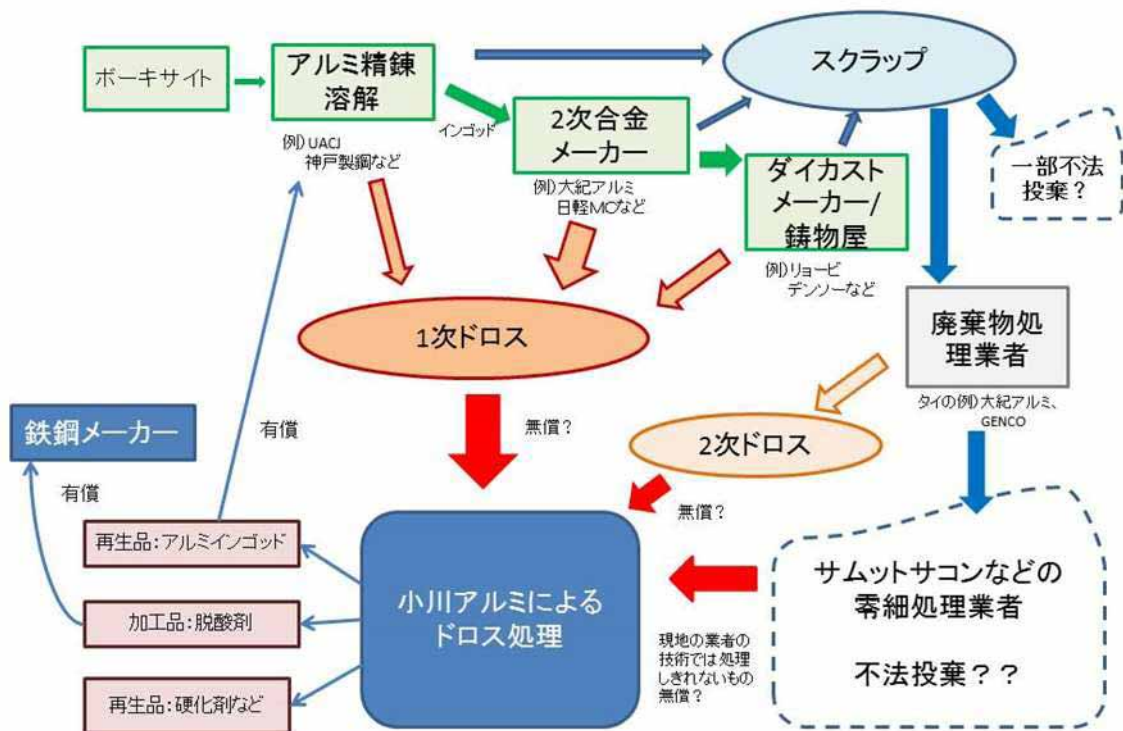 ボーキサイト
アルミ精錬
溶解
例)UACJ
神戸製鋼など
インゴッド
2次合金
メーカー
例)大紀アルミ
日軽MCなど
ダイカスト
メーカー/
鋳物屋
例)リョービ
デンソーなど
スクラップ
一部不法
投棄？
廃棄物処
理業者
タイの例)大紀アルミ、
GENCO
1次ドロス
無償？
2次ドロス
無償？
鉄鋼メーカー
有償
有償
再生品：アルミインゴッド
加工品：脱酸剤
再生品：硬化剤など
小川アルミによる
ドロス処理
現地の業者の
技術では処理
しきれないもの
無償？
サムットサコンなどの
零細処理業者
不法投棄？？